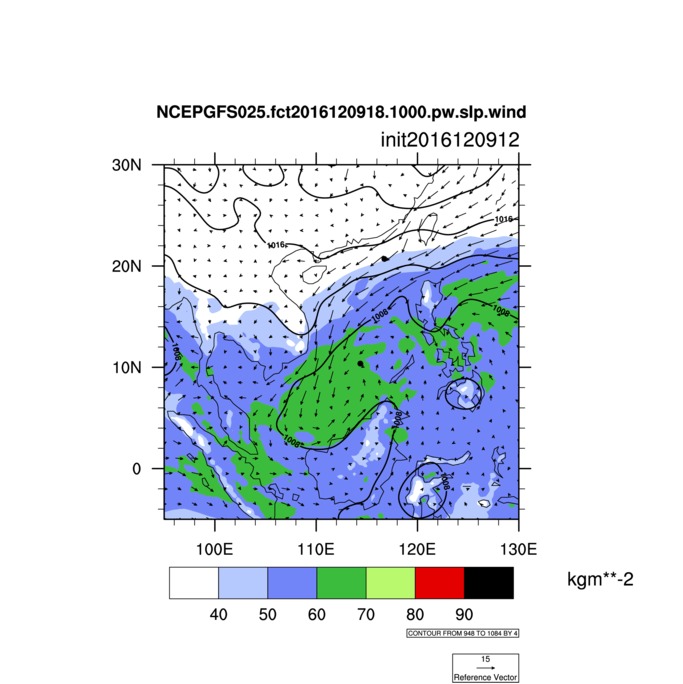 NCEPGFS025.fct2016120918.1000.pw.slp.wind
init2016120912
30N
1016
1016
20N
1008
1008
1008
10N
1008
1008
0
1008
100E 110E 120E 130E
kgm**-2
40 50 60 70 80 90
CONTOUR FROM 948 TO 1084 BY 4
15
Reference Vector